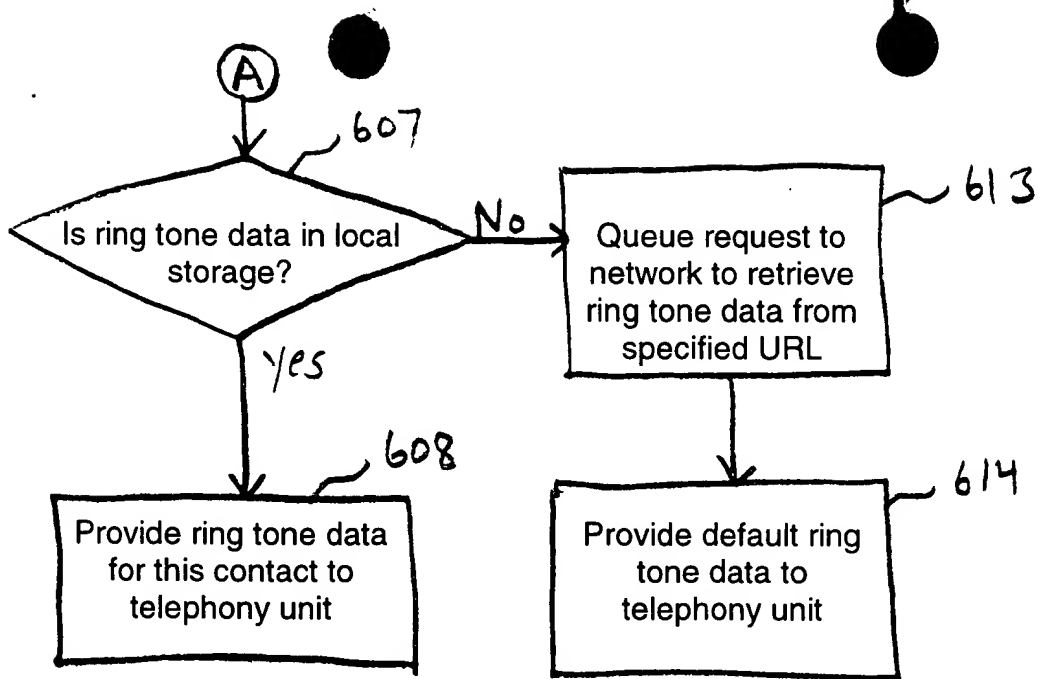 A
607
Is ring tone data in local
storage?
No
613
Queue request to
network to retrieve
ring tone data from
specified URL
yes
608
Provide ring tone data
for this contact to
telephony unit
614
Provide default ring
tone data to
telephony unit